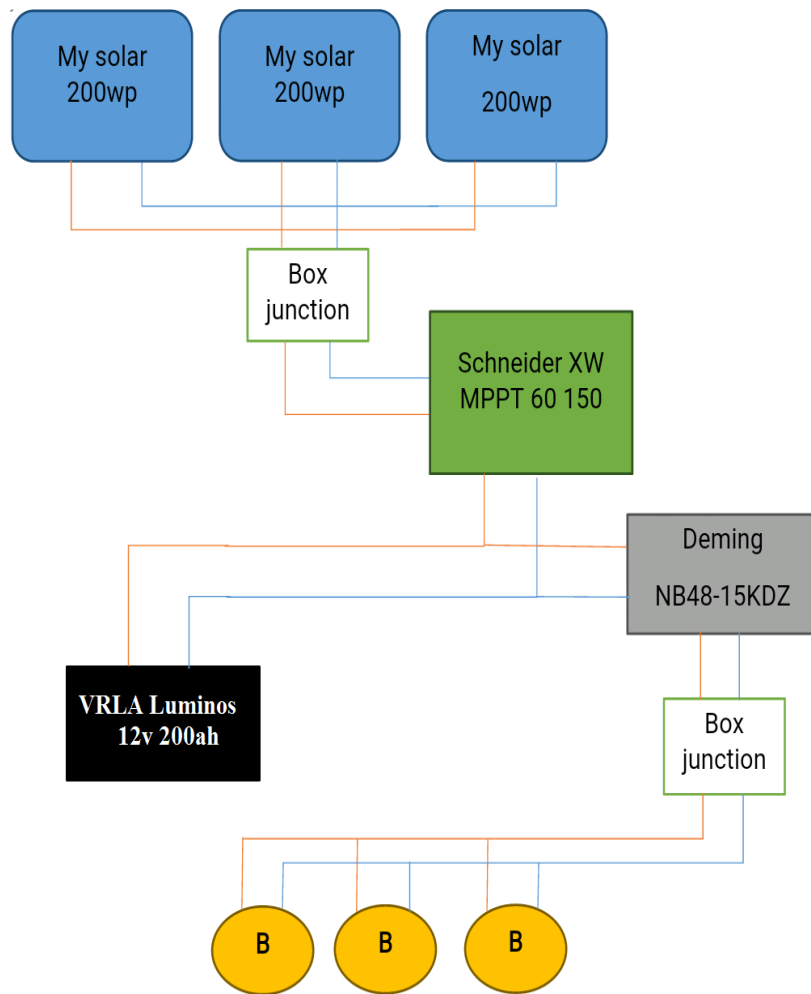 My solar
200wp
My solar
200wp
My solar
200wp
Box
junction
Schneider XW
MPPT 60 150
Deming
NB48-15KDZ
VRLA Luminos
12v 200ah
Box
junction
B
B
B